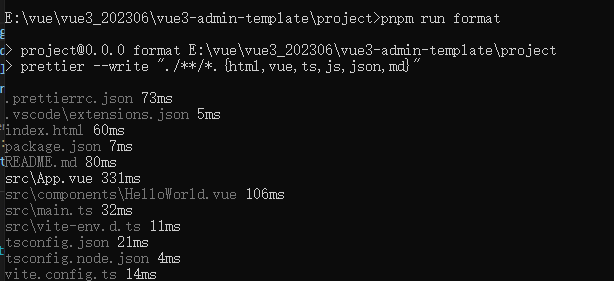 E:\vue\vue3_202306\vue3-admin-template\project>pnpm run format
> project@0.0.0 format E:\vue\vue3_202306\vue3-admin-template\project
> prettier --write "./**/*.{html,vue,ts,js,json,md}"
.prettierrc.json 73ms
.vscode\extensions.json 5ms
index.html 60ms
package.json 7ms
README.md 80ms
src\App.vue 331ms
src\components\HelloWorld.vue 106ms
src\main.ts 32ms
src\vite-env.d.ts 11ms
tsconfig.json 21ms
tsconfig.node.json 4ms
vite.config.ts 14ms